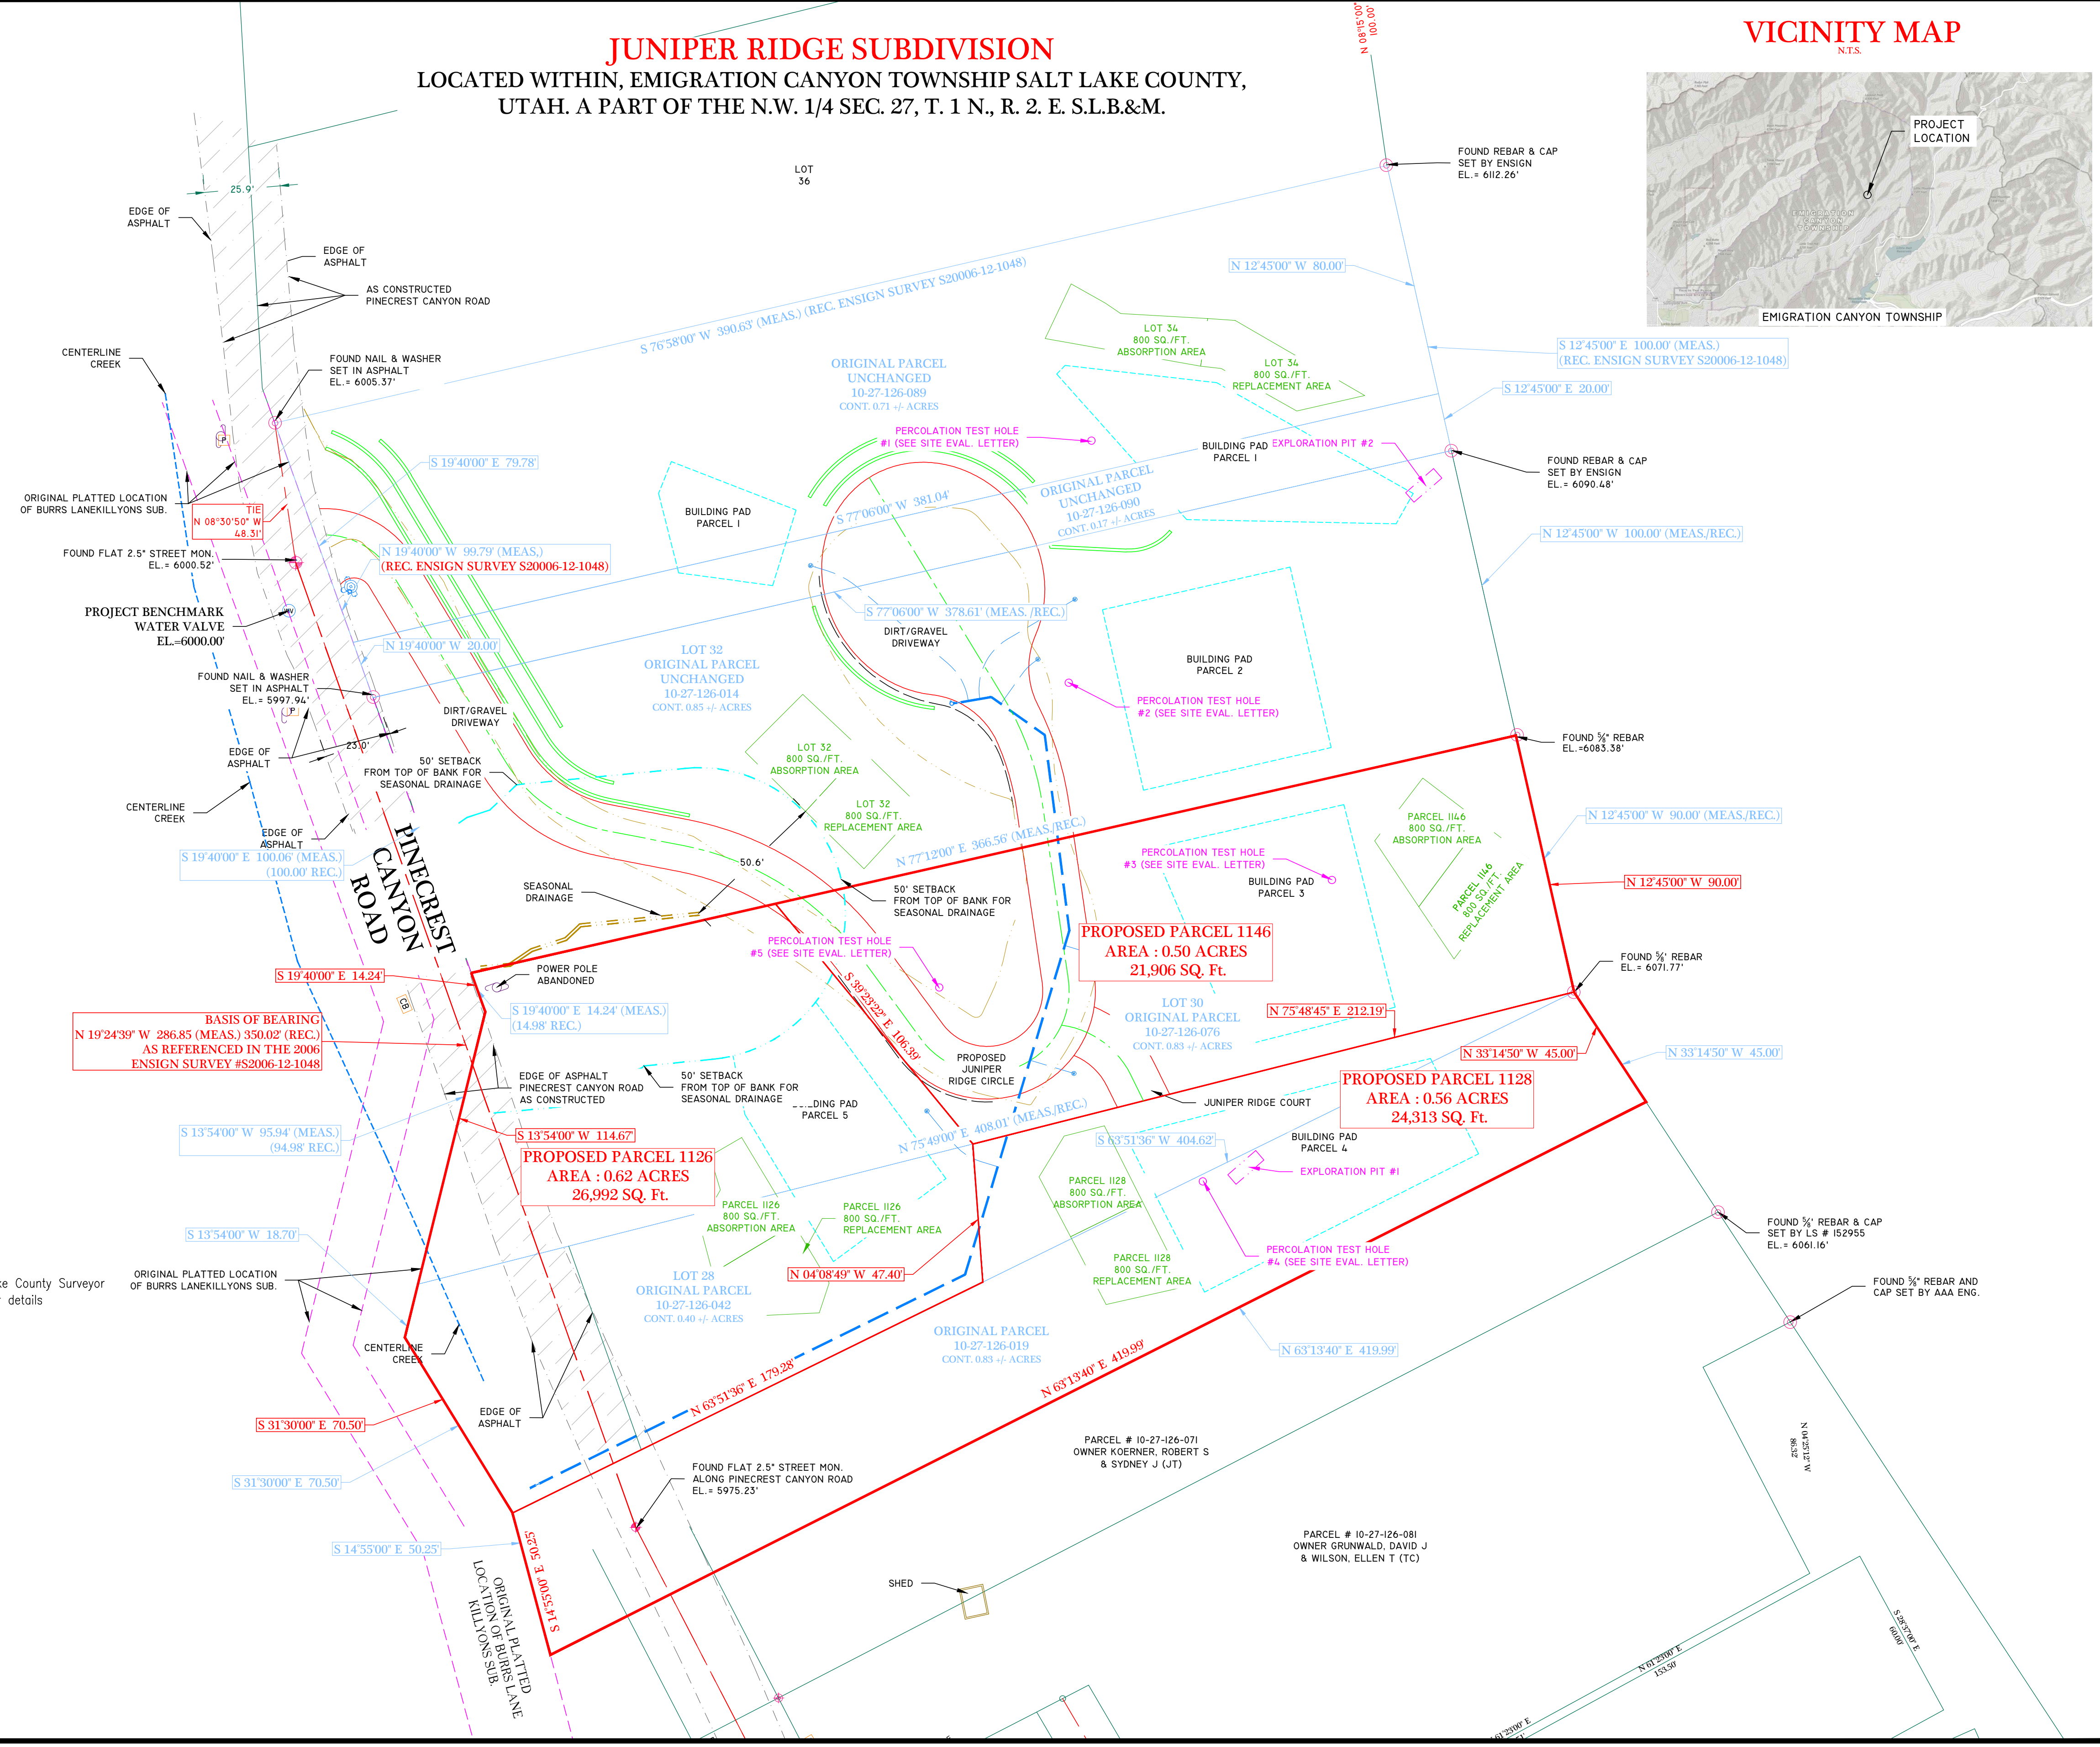 JUNIPER RIDGE SUBDIVISION
LOCATED WITHIN, EMIGRATION CANYON TOWNSHIP SALT LAKE COUNTY,
UTAH. A PART OF THE N.W. 1/4 SEC. 27, T. 1 N., R. 2. E. S.L.B.&M.
VICINITY MAP
N.T.S.
PROJECT
LOCATION
EMIGRATION
CANYON
TOWNSHIP
EMIGRATION CANYON TOWNSHIP
100.00'
N 08°15'00"
LOT
36
FOUND REBAR & CAP
SET BY ENSIGN
EL.= 6112.26'
25.9'
EDGE OF
ASPHALT
EDGE OF
ASPHALT
AS CONSTRUCTED
PINECREST CANYON ROAD
S 76°58'00" W 390.63' (MEAS.) (REC. ENSIGN SURVEY S20006-12-1048)
N 12°45'00" W 80.00'
CENTERLINE
CREEK
FOUND NAIL & WASHER
SET IN ASPHALT
EL.= 6005.37'
LOT 34
800 SQ./FT.
ABSORPTION AREA
LOT 34
800 SQ./FT.
REPLACEMENT AREA
S 12°45'00" E 100.00' (MEAS.)
(REC. ENSIGN SURVEY S20006-12-1048)
S 12°45'00" E 20.00'
ORIGINAL PARCEL
UNCHANGED
10-27-126-089
CONT. 0.71 +/- ACRES
PERCOLATION TEST HOLE
#1 (SEE SITE EVAL. LETTER)
BUILDING PAD
PARCEL 1
EXPLORATION PIT #2
FOUND REBAR & CAP
SET BY ENSIGN
EL.= 6090.48'
P
S 19°40'00" E 79.78'
ORIGINAL PLATTED LOCATION
OF BURRS LANEKILLYONS SUB.
TIE
N 08°30'50" W
48.31'
BUILDING PAD
PARCEL 1
S 77°06'00" W 381.04'
ORIGINAL PARCEL
UNCHANGED
10-27-126-090
CONT. 0.17 +/- ACRES
N 12°45'00" W 100.00' (MEAS./REC.)
FOUND FLAT 2.5" STREET MON.
EL.= 6000.52'
N 19°40'00" W 99.79' (MEAS,)
(REC. ENSIGN SURVEY S20006-12-1048)
PROJECT BENCHMARK
WATER VALVE
EL.=6000.00'
WV
S 77°06'00" W 378.61' (MEAS. /REC.)
DIRT/GRAVEL
DRIVEWAY
N 19°40'00" W 20.00'
LOT 32
ORIGINAL PARCEL
UNCHANGED
10-27-126-014
CONT. 0.85 +/- ACRES
BUILDING PAD
PARCEL 2
FOUND NAIL & WASHER
SET IN ASPHALT
EL.= 5997.94'
P
PERCOLATION TEST HOLE
#2 (SEE SITE EVAL. LETTER)
DIRT/GRAVEL
DRIVEWAY
23.0'
EDGE OF
ASPHALT
50' SETBACK
FROM TOP OF BANK FOR
SEASONAL DRAINAGE
LOT 32
800 SQ./FT.
ABSORPTION AREA
FOUND ⅝" REBAR
EL.=6083.38'
CENTERLINE
CREEK
LOT 32
800 SQ./FT.
REPLACEMENT AREA
PARCEL 1146
800 SQ./FT.
ABSORPTION AREA
N 12°45'00" W 90.00' (MEAS./REC.)
EDGE OF
ASPHALT
PINECREST
CANYON
ROAD
S 19°40'00" E 100.06' (MEAS.)
(100.00' REC.)
N 77°12'00" E 366.56' (MEAS./REC.)
PERCOLATION TEST HOLE
#3 (SEE SITE EVAL. LETTER)
BUILDING PAD
PARCEL 3
PARCEL 1146
800 SQ./FT.
REPLACEMENT AREA
N 12°45'00" W 90.00'
50.6'
SEASONAL
DRAINAGE
50' SETBACK
FROM TOP OF BANK FOR
SEASONAL DRAINAGE
PERCOLATION TEST HOLE
#5 (SEE SITE EVAL. LETTER)
PROPOSED PARCEL 1146
AREA : 0.50 ACRES
21,906 SQ. Ft.
FOUND ⅝' REBAR
EL.= 6071.77'
S 19°40'00" E 14.24'
POWER POLE
ABANDONED
CB
S 19°40'00" E 14.24' (MEAS.)
(14.98' REC.)
S 39°23'22" E 106.39'
LOT 30
ORIGINAL PARCEL
10-27-126-076
CONT. 0.83 +/- ACRES
N 75°48'45" E 212.19'
BASIS OF BEARING
N 19°24'39" W 286.85 (MEAS.) 350.02' (REC.)
AS REFERENCED IN THE 2006
ENSIGN SURVEY #S2006-12-1048
N 33°14'50" W 45.00'
N 33°14'50" W 45.00'
PROPOSED
JUNIPER
RIDGE CIRCLE
EDGE OF ASPHALT
PINECREST CANYON ROAD
AS CONSTRUCTED
50' SETBACK
FROM TOP OF BANK FOR
SEASONAL DRAINAGE
PAD
PARCEL 5
JUNIPER RIDGE COURT
PROPOSED PARCEL 1128
AREA : 0.56 ACRES
24,313 SQ. Ft.
S 13°54'00" W 95.94' (MEAS.)
(94.98' REC.)
S 13°54'00" W 114.67'
N 75°49'00" E 408.01' (MEAS./REC.)
S 63°51'36" W 404.62'
BUILDING PAD
PARCEL 4
EXPLORATION PIT #1
PROPOSED PARCEL 1126
AREA : 0.62 ACRES
26,992 SQ. Ft.
PARCEL 1128
800 SQ./FT.
ABSORPTION AREA
PARCEL 1126
800 SQ./FT.
ABSORPTION AREA
PARCEL 1126
800 SQ./FT.
REPLACEMENT AREA
S 13°54'00" W 18.70'
FOUND ⅝' REBAR & CAP
SET BY LS # 152955
EL.= 6061.16'
PARCEL 1128
800 SQ./FT.
REPLACEMENT AREA
PERCOLATION TEST HOLE
#4 (SEE SITE EVAL. LETTER)
County Surveyor
details
ORIGINAL PLATTED LOCATION
OF BURRS LANEKILLYONS SUB.
N 04°08'49" W 47.40'
LOT 28
ORIGINAL PARCEL
10-27-126-042
CONT. 0.40 +/- ACRES
FOUND ⅝" REBAR AND
CAP SET BY AAA ENG.
ORIGINAL PARCEL
10-27-126-019
CONT. 0.83 +/- ACRES
CENTERLINE
CREEK
N 63°13'40" E 419.99'
N 63°51'36" E 179.28'
N 63°13'40" E 419.99'
EDGE OF
ASPHALT
S 31°30'00" E 70.50'
PARCEL # 10-27-126-071
OWNER KOERNER, ROBERT S
& SYDNEY J (JT)
N 04°25'12" W
86.32
S 31°30'00" E 70.50'
FOUND FLAT 2.5" STREET MON.
ALONG PINECREST CANYON ROAD
EL.= 5975.23'
S 14°55'00" E 50.25'
S 14°55'00" E 50.25'
PARCEL # 10-27-126-081
OWNER GRUNWALD, DAVID J
& WILSON, ELLEN T (TC)
SHED
ORIGINAL PLATTED
LOCATION OF BURRS LANE
KILLYONS SUB.
S 28°37'00" E
60.00'
N 61°23'00" E
153.50'
61°23'00" E